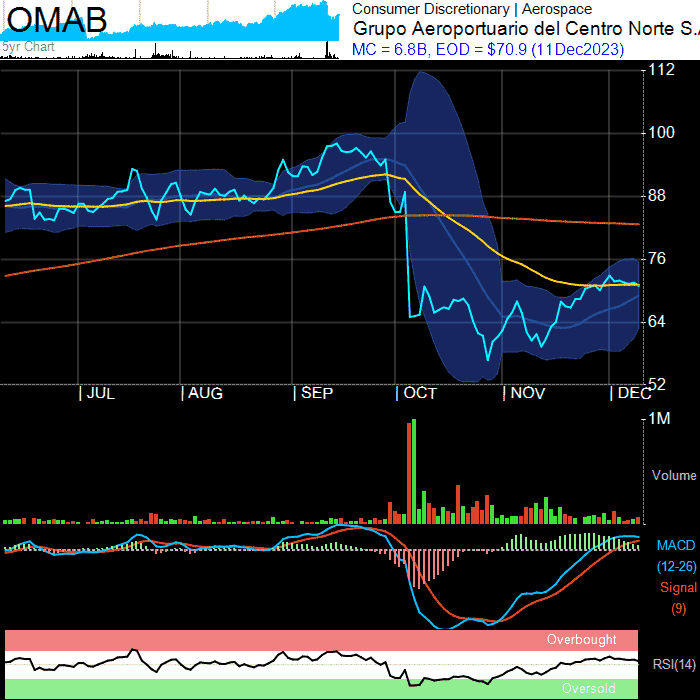 OMAB
5yr Chart
Consumer Discretionary | Aerospace
Grupo Aeroportuario del Centro Norte S.A
MC = 6.8B, EOD = $70.9 (11Dec2023)
112
100
88
76
64
52
| JUL | AUG | SEP | OCT | NOV | DEC
1M
Volume
MACD
(12-26)
Signal
(9)
Overbought
RSI(14)
Oversold